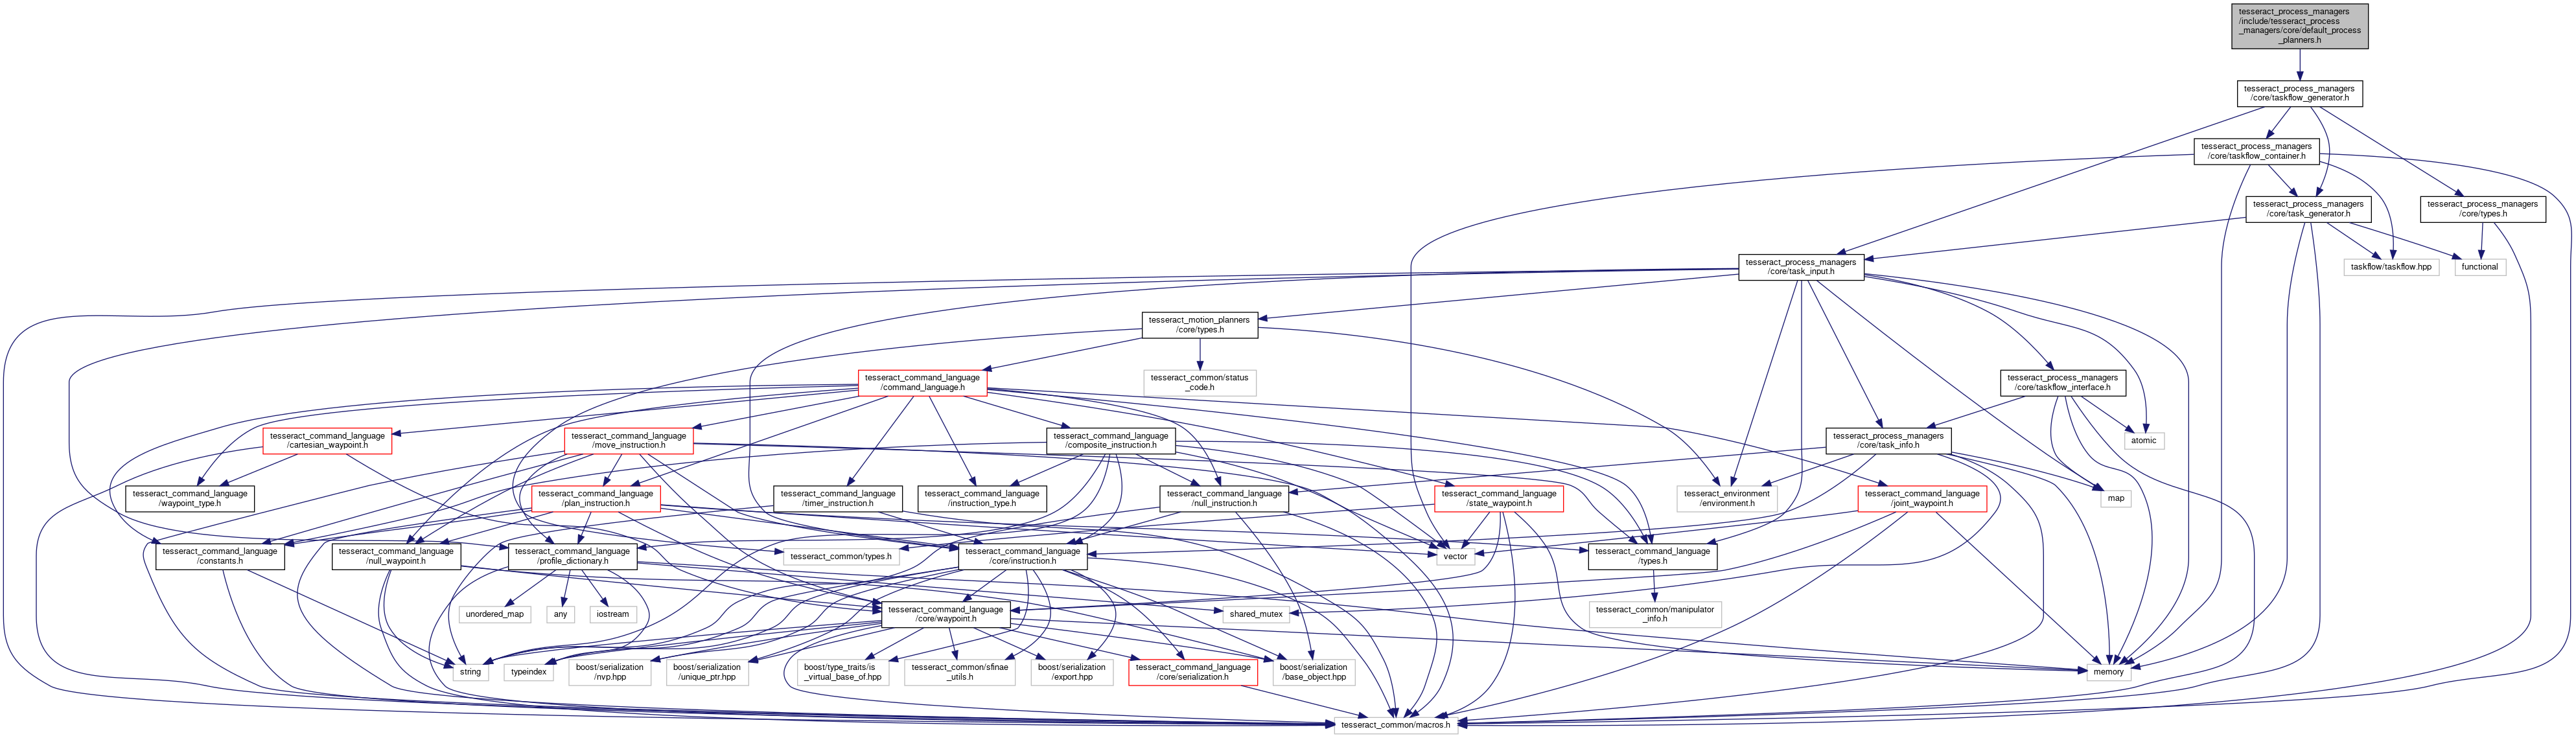 tesseract_process_managers
/include/tesseract_process
_managers/core/default_process
_planners.h
tesseract_process_managers
/core/taskflow_generator.h
tesseract_process_managers
/core/taskflow_container.h
tesseract_process_managers
/core/task_generator.h
tesseract_process_managers
/core/types.h
tesseract_process_managers
/core/task_input.h
taskflow/taskflow.hpp
functional
tesseract_motion_planners
/core/types.h
tesseract_command_language
/command_language.h
tesseract_common/status
_code.h
tesseract_process_managers
/core/taskflow_interface.h
tesseract_command_language
/cartesian_waypoint.h
tesseract_command_language
/move_instruction.h
tesseract_command_language
/composite_instruction.h
tesseract_process_managers
/core/task_info.h
atomic
tesseract_command_language
/waypoint_type.h
tesseract_command_language
/plan_instruction.h
tesseract_command_language
/timer_instruction.h
tesseract_command_language
/instruction_type.h
tesseract_command_language
/null_instruction.h
tesseract_command_language
/state_waypoint.h
tesseract_environment
/environment.h
tesseract_command_language
/joint_waypoint.h
map
tesseract_command_language
/constants.h
tesseract_command_language
/null_waypoint.h
tesseract_command_language
/profile_dictionary.h
tesseract_common/types.h
tesseract_command_language
/core/instruction.h
vector
tesseract_command_language
/types.h
unordered_map
any
iostream
tesseract_command_language
/core/waypoint.h
shared_mutex
tesseract_common/manipulator
_info.h
string
typeindex
boost/serialization
/nvp.hpp
boost/serialization
/unique_ptr.hpp
boost/type_traits/is
_virtual_base_of.hpp
tesseract_common/sfinae
_utils.h
boost/serialization
/export.hpp
tesseract_command_language
/core/serialization.h
boost/serialization
/base_object.hpp
memory
tesseract_common/macros.h